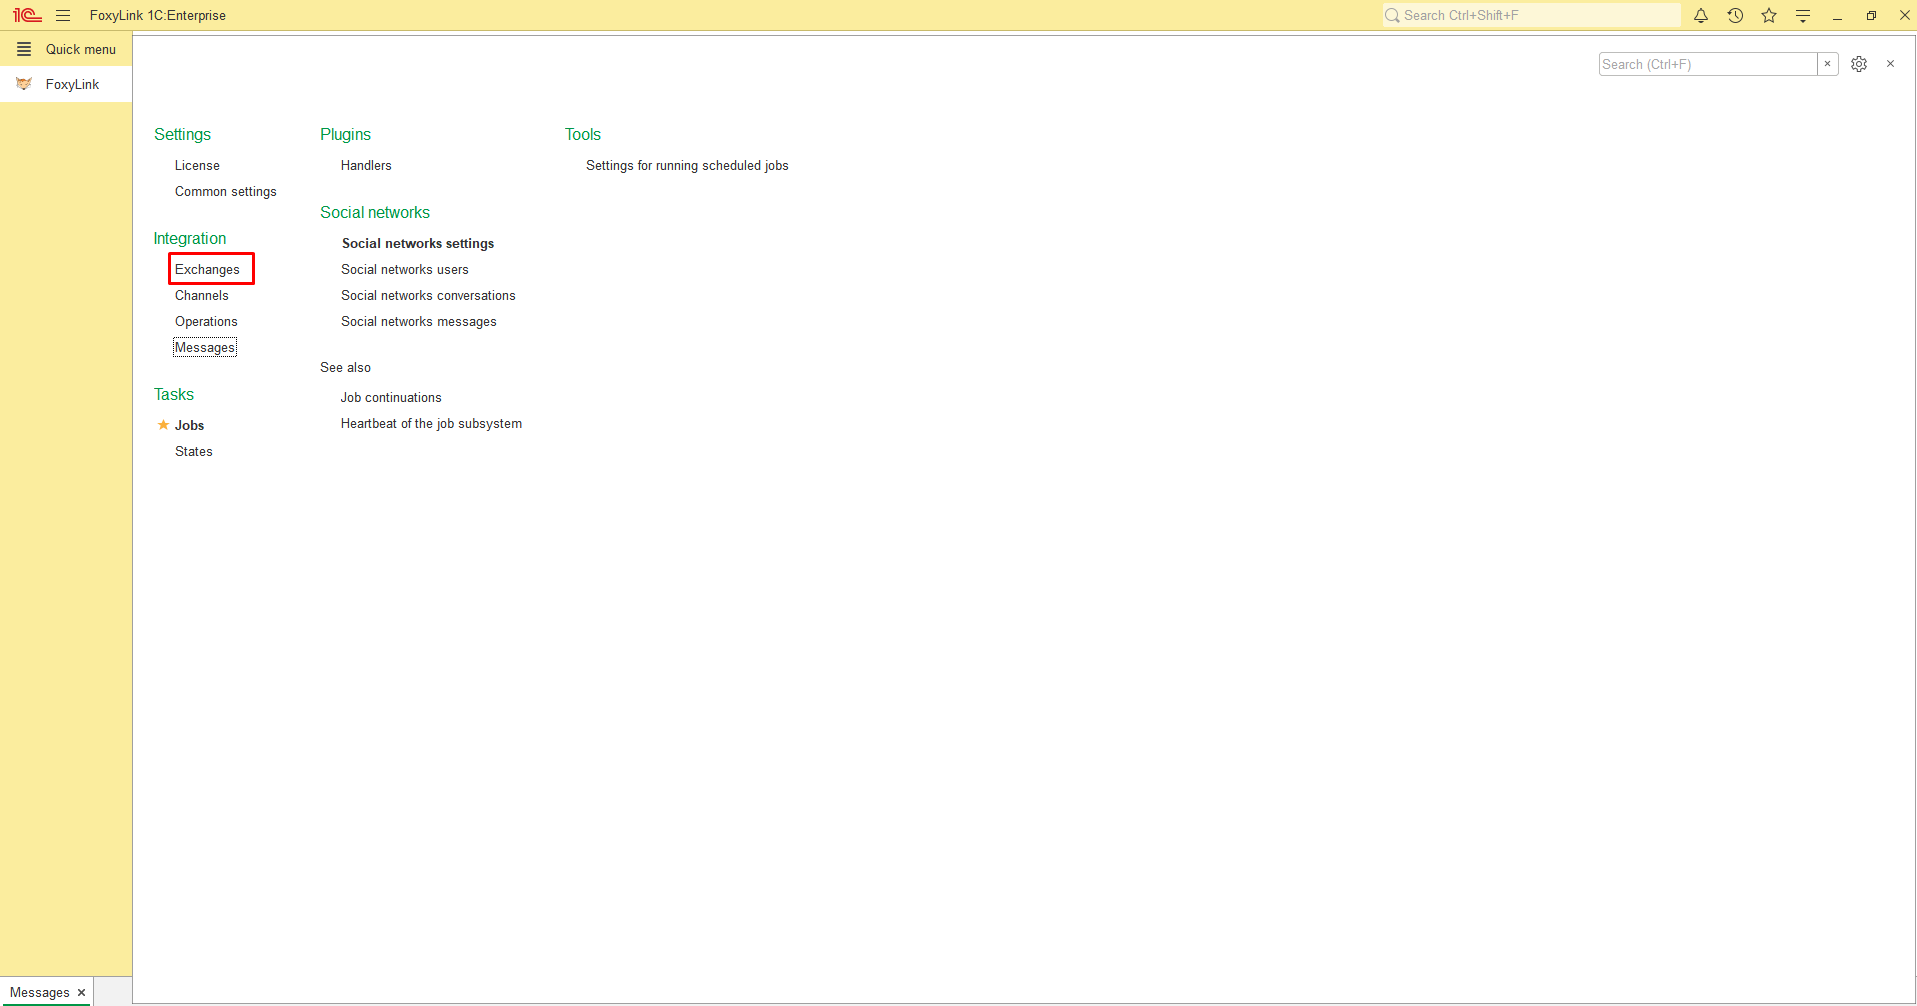 1C FoxyLink 1C:Enterprise
Search Ctrl+Shift+F
Quick menu
FoxyLink
Search (Ctrl+F)
Settings
License
Common settings
Integration
Exchanges
Channels
Operations
Messages
Tasks
Jobs
States
Plugins
Handlers
Social networks
Social networks settings
Social networks users
Social networks conversations
Social networks messages
See also
Job continuations
Heartbeat of the job subsystem
Tools
Settings for running scheduled jobs
Messages